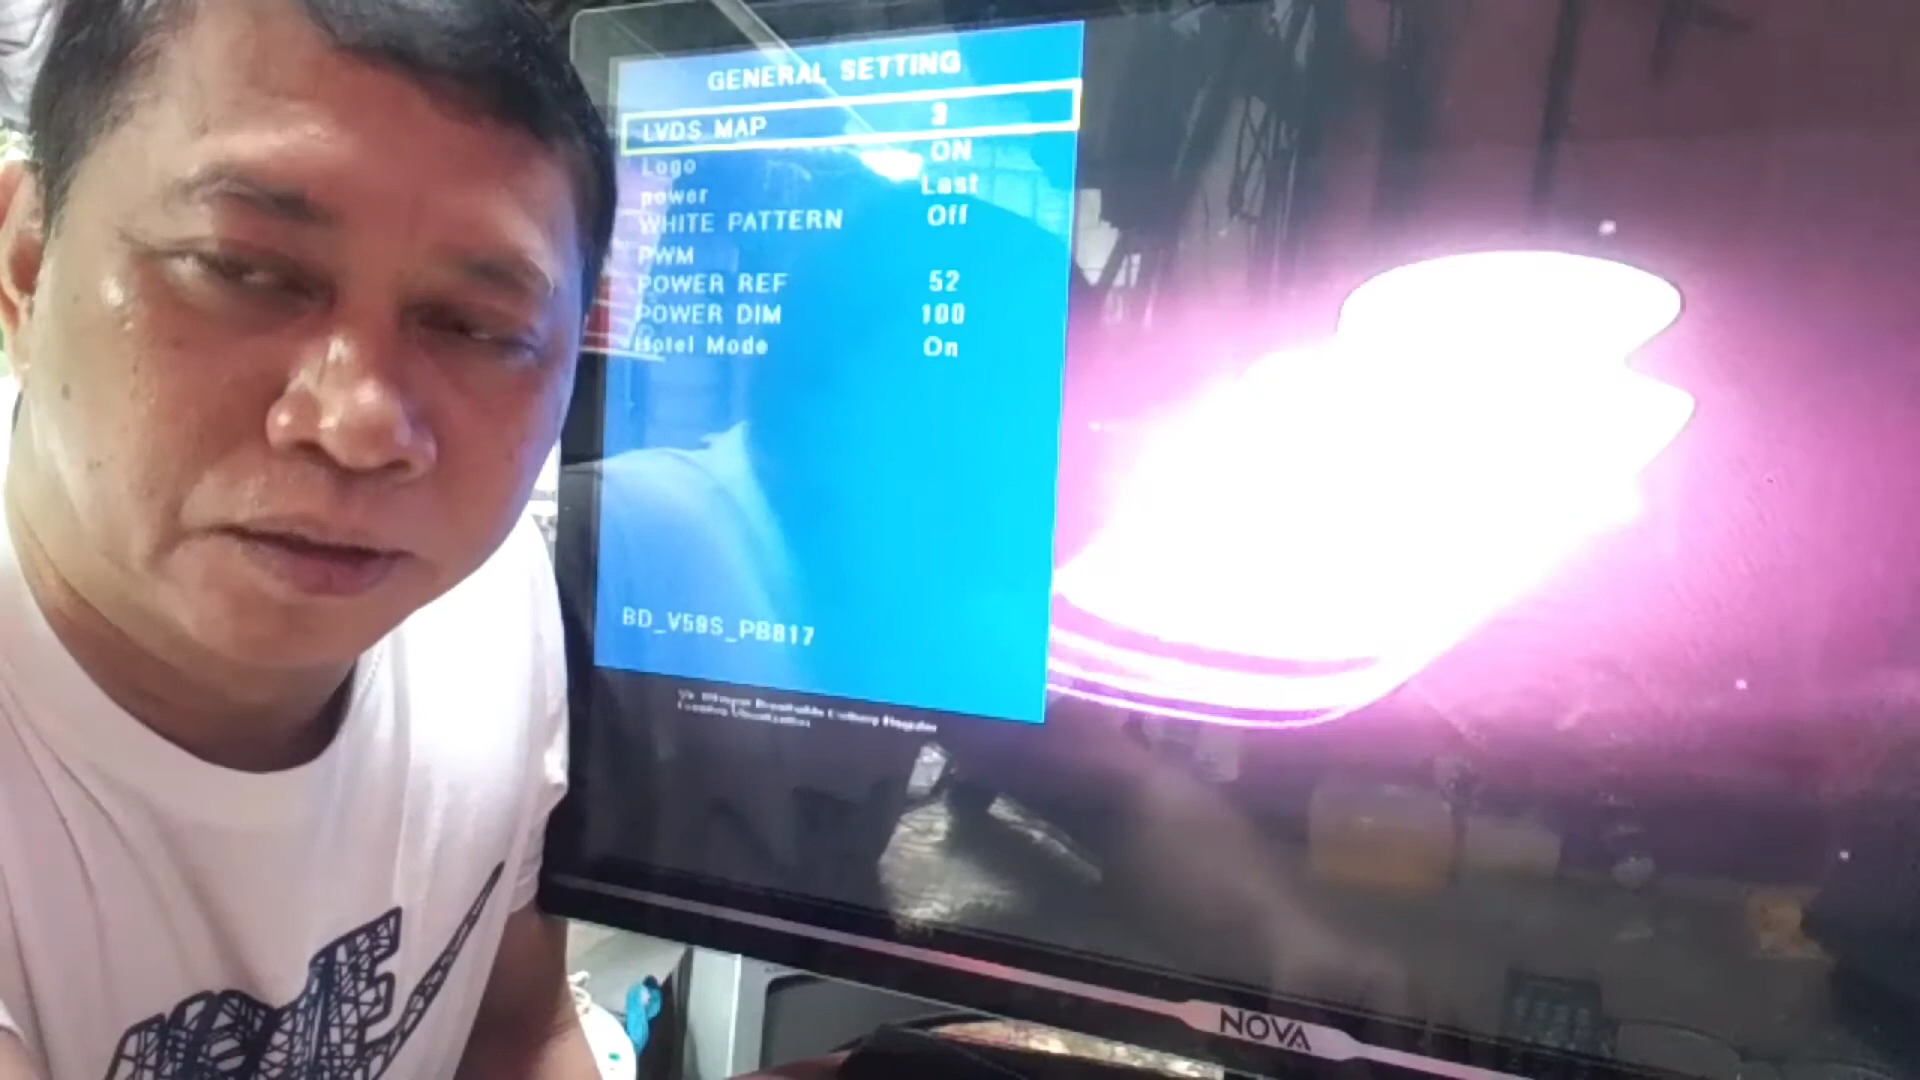 GENERAL SETTING
LVDS MAP 3
Logo ON
power Last
WHITE PATTERN Off
PWM
POWER REF 52
POWER DIM 100
Hotel Mode On
BD_V59S_PB817
NOVA